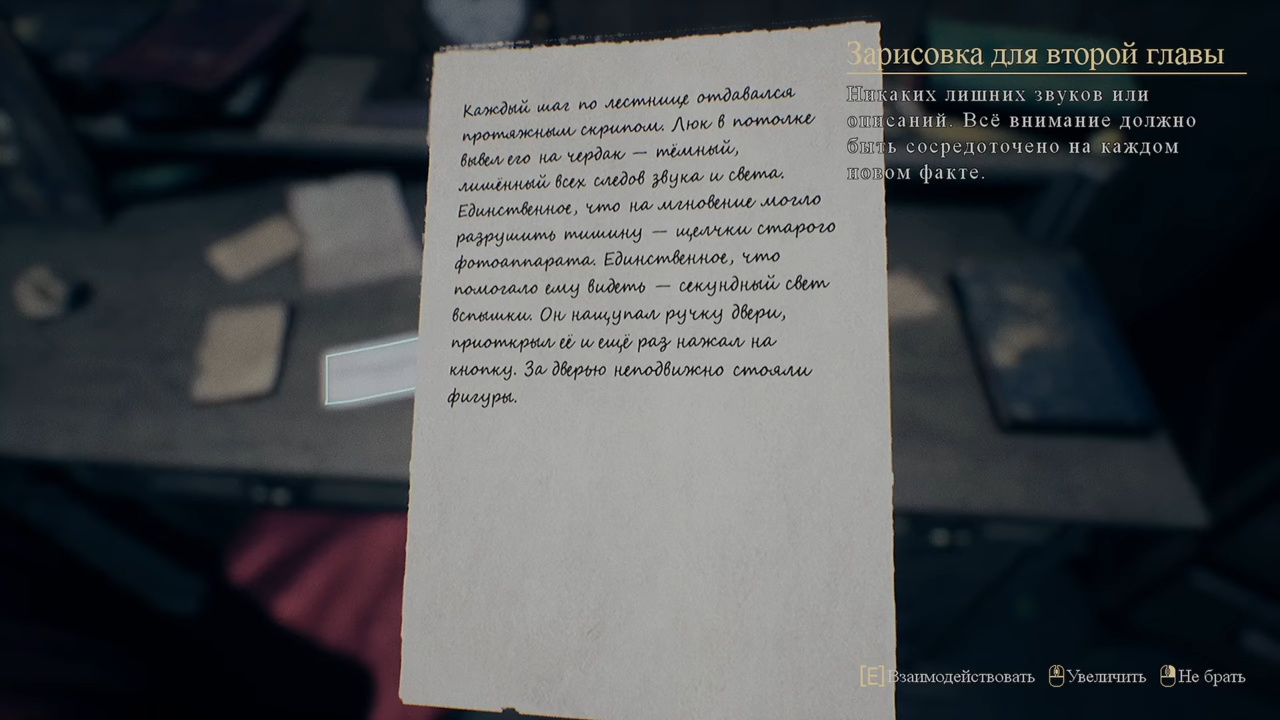 Зарисовка для второй главы
Никаких лишних звуков или
описаний. Всё внимание должно
быть сосредоточено на каждом
новом факте.
Каждый шаг по лестнице отдавался
протяжным скрипом. Люк в потолке
вывел его на чердак — тёмный,
лишённый всех следов звука и света.
Единственное, что на мгновение могло
разрушить тишину — щелчки старого
фотоаппарата. Единственное, что
помогало ему видеть — секундный свет
вспышки. Он нащупал ручку двери,
приоткрыл её и ещё раз нажал на
кнопку. За дверью неподвижно стояли
фигуры.
[E] Взаимодействовать Увеличить Не брать